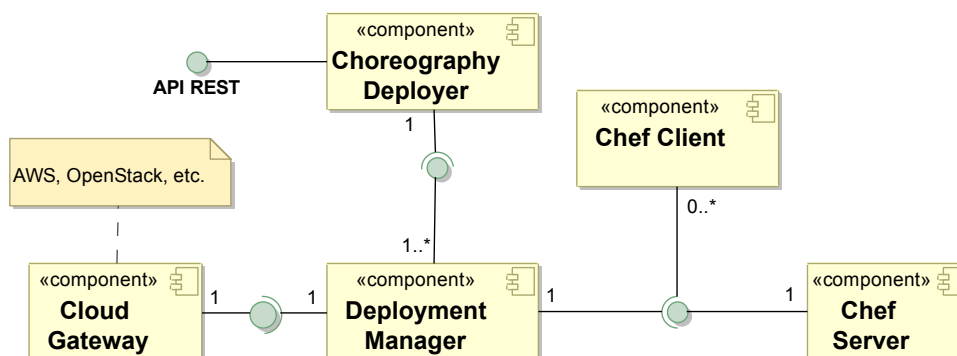 «component»
Choreography
Deployer
API REST
1
«component»
Chef Client
0..*
AWS, OpenStack, etc.
1..*
«component»
Cloud
Gateway
1
1
«component»
Deployment
Manager
1
1
«component»
Chef
Server